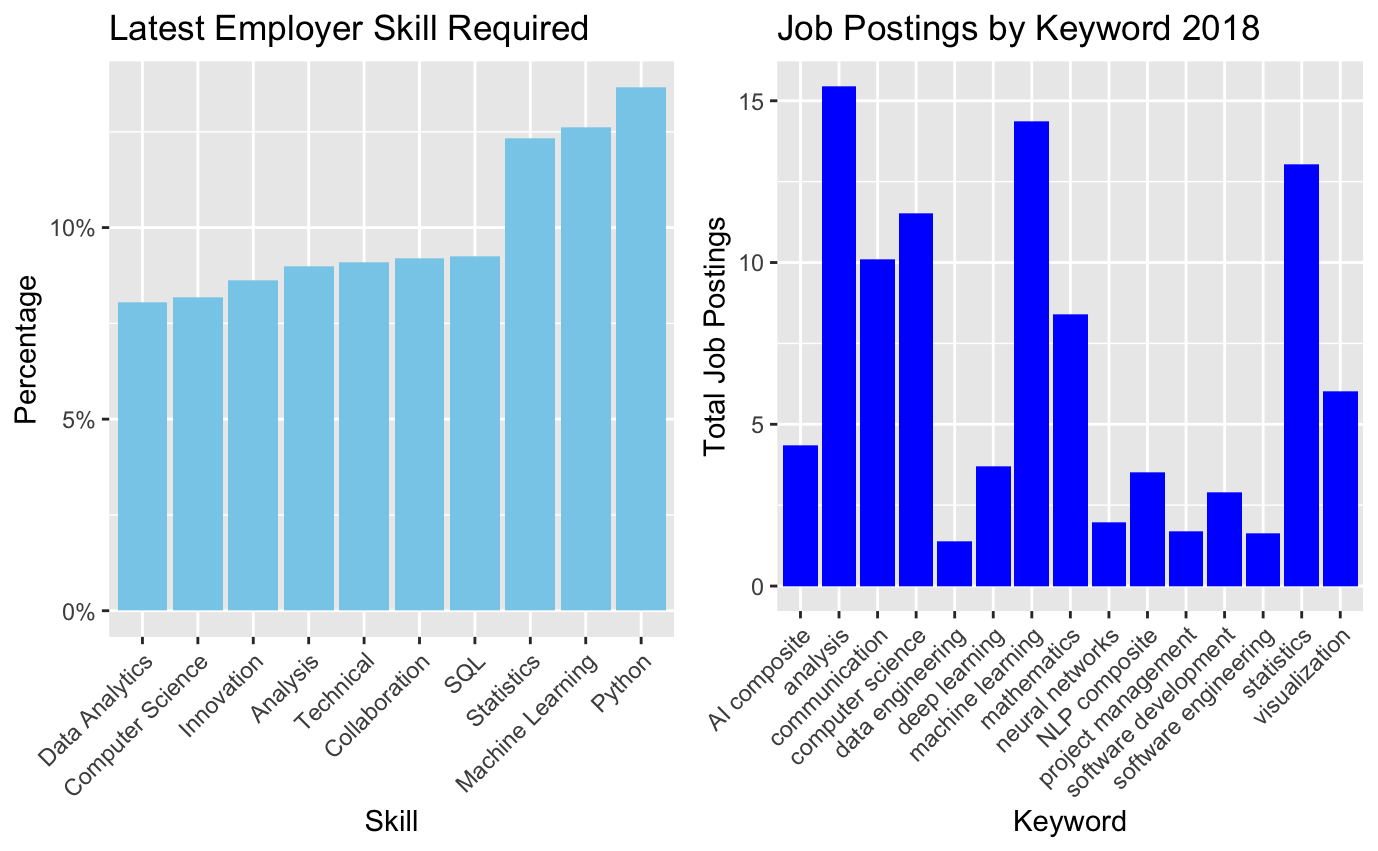 Latest Employer Skill Required
Percentage
10%
5%
0%
Data Analytics
Computer Science
Innovation
Analysis
Technical
Collaboration
SQL
Statistics
Machine Learning
Python
Skill
Job Postings by Keyword 2018
Total Job Postings
15
10
5
0
AI composite
analysis
communication
computer science
data engineering
deep learning
machine learning
mathematics
neural networks
NLP composite
project management
software development
software engineering
statistics
visualization
Keyword